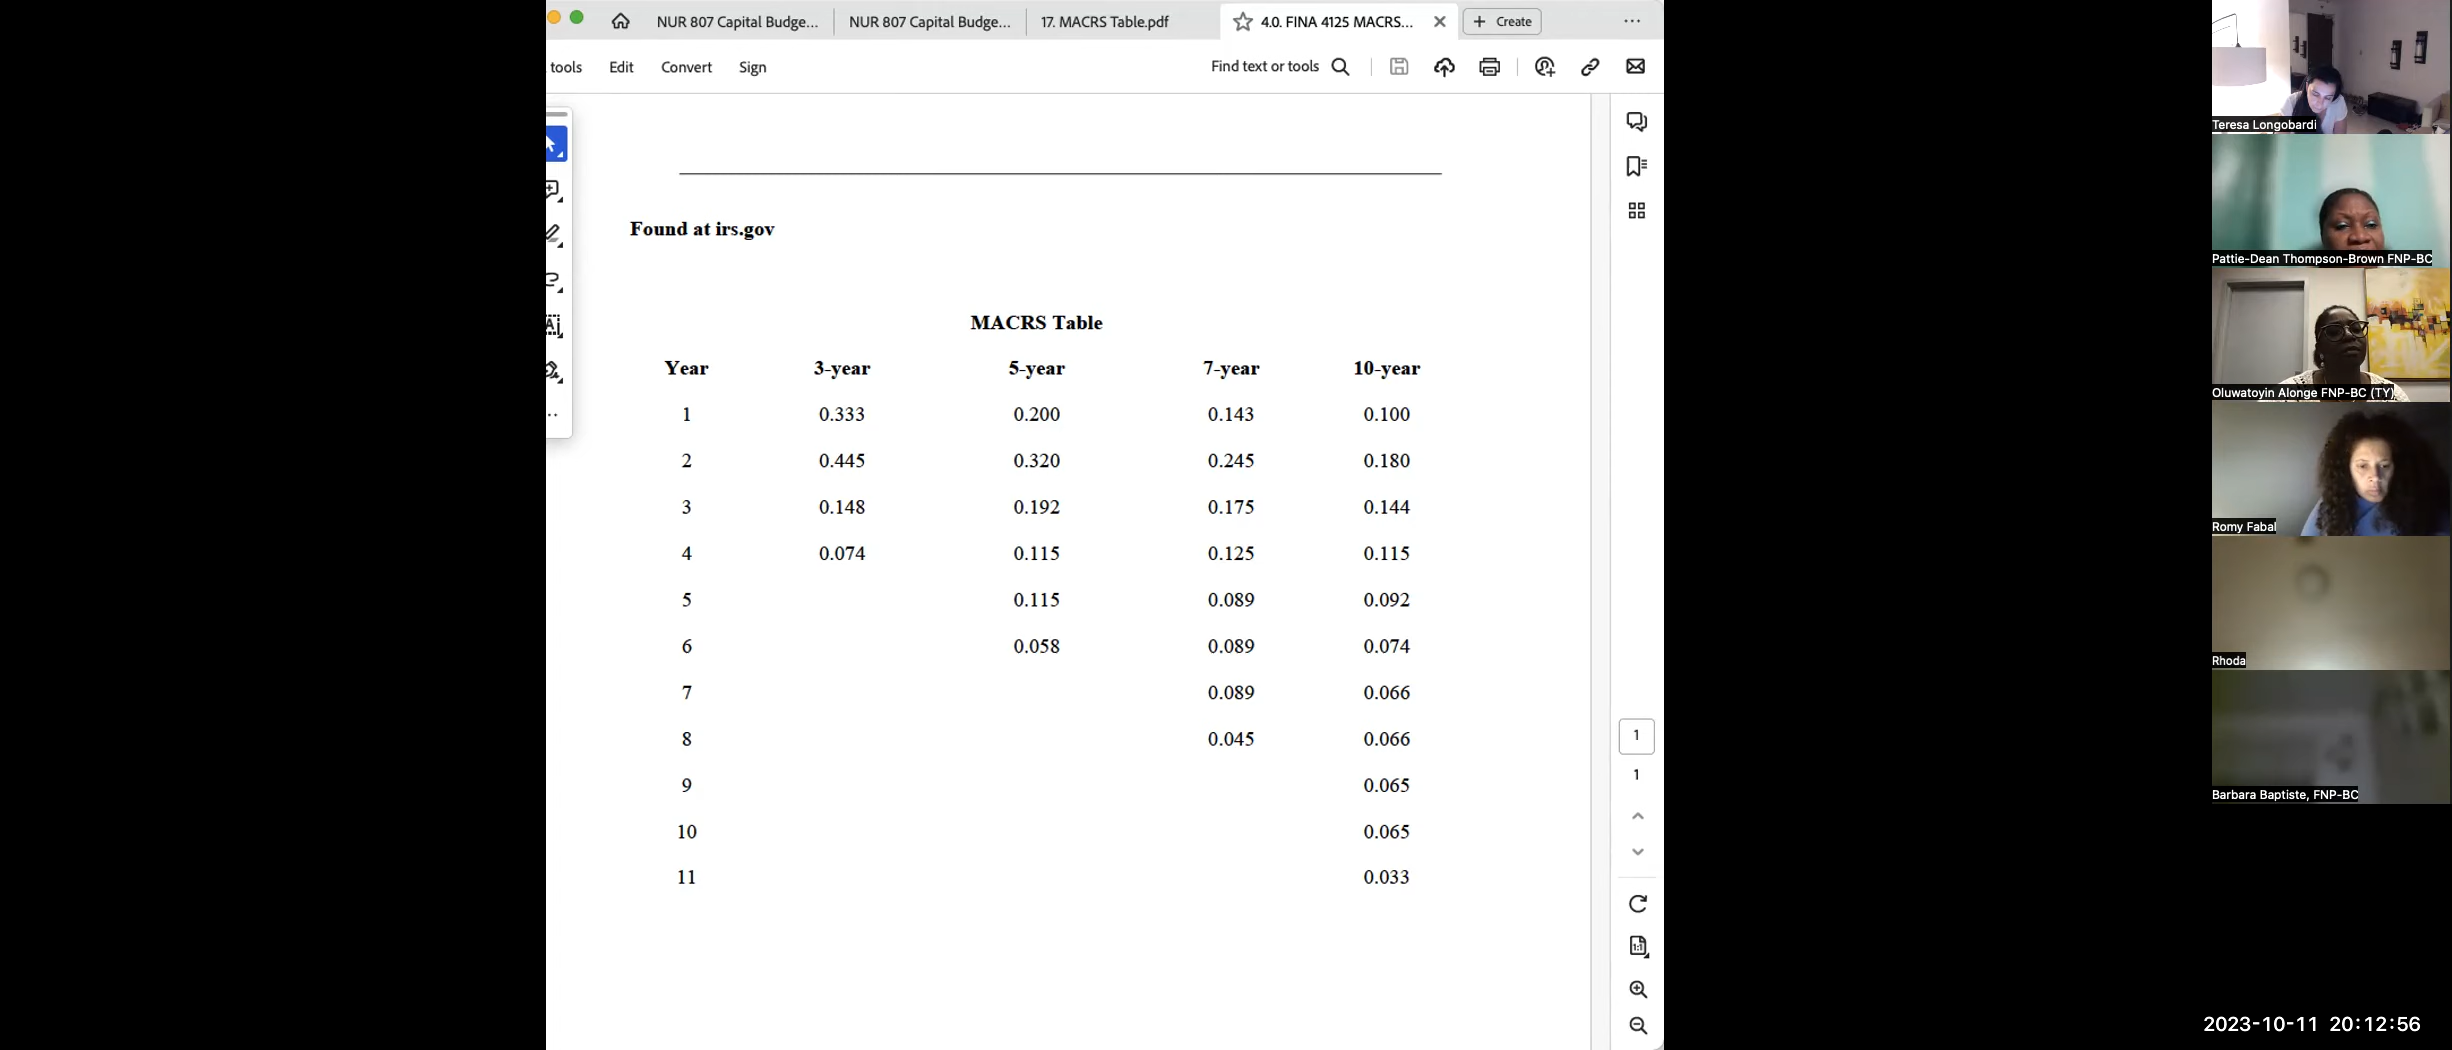 NUR 807 Capital Budge... NUR 807 Capital Budge... 17. MACRS Table.pdf 4.0. FINA 4125 MACRS... Create
tools Edit Convert Sign Find text or tools
Found at irs.gov
MACRS Table
Year 3-year 5-year 7-year 10-year
1 0.333 0.200 0.143 0.100
2 0.445 0.320 0.245 0.180
3 0.148 0.192 0.175 0.144
4 0.074 0.115 0.125 0.115
5 0.115 0.089 0.092
6 0.058 0.089 0.074
7 0.089 0.066
8 0.045 0.066
9 0.065
10 0.065
11 0.033
1
1
Teresa Longobardi
Pattie-Dean Thompson-Brown FNP-BC
Oluwatoyin Alonge FNP-BC (TY)
Romy Fabal
Rhoda
Barbara Baptiste, FNP-BC
2023-10-11 20:12:56